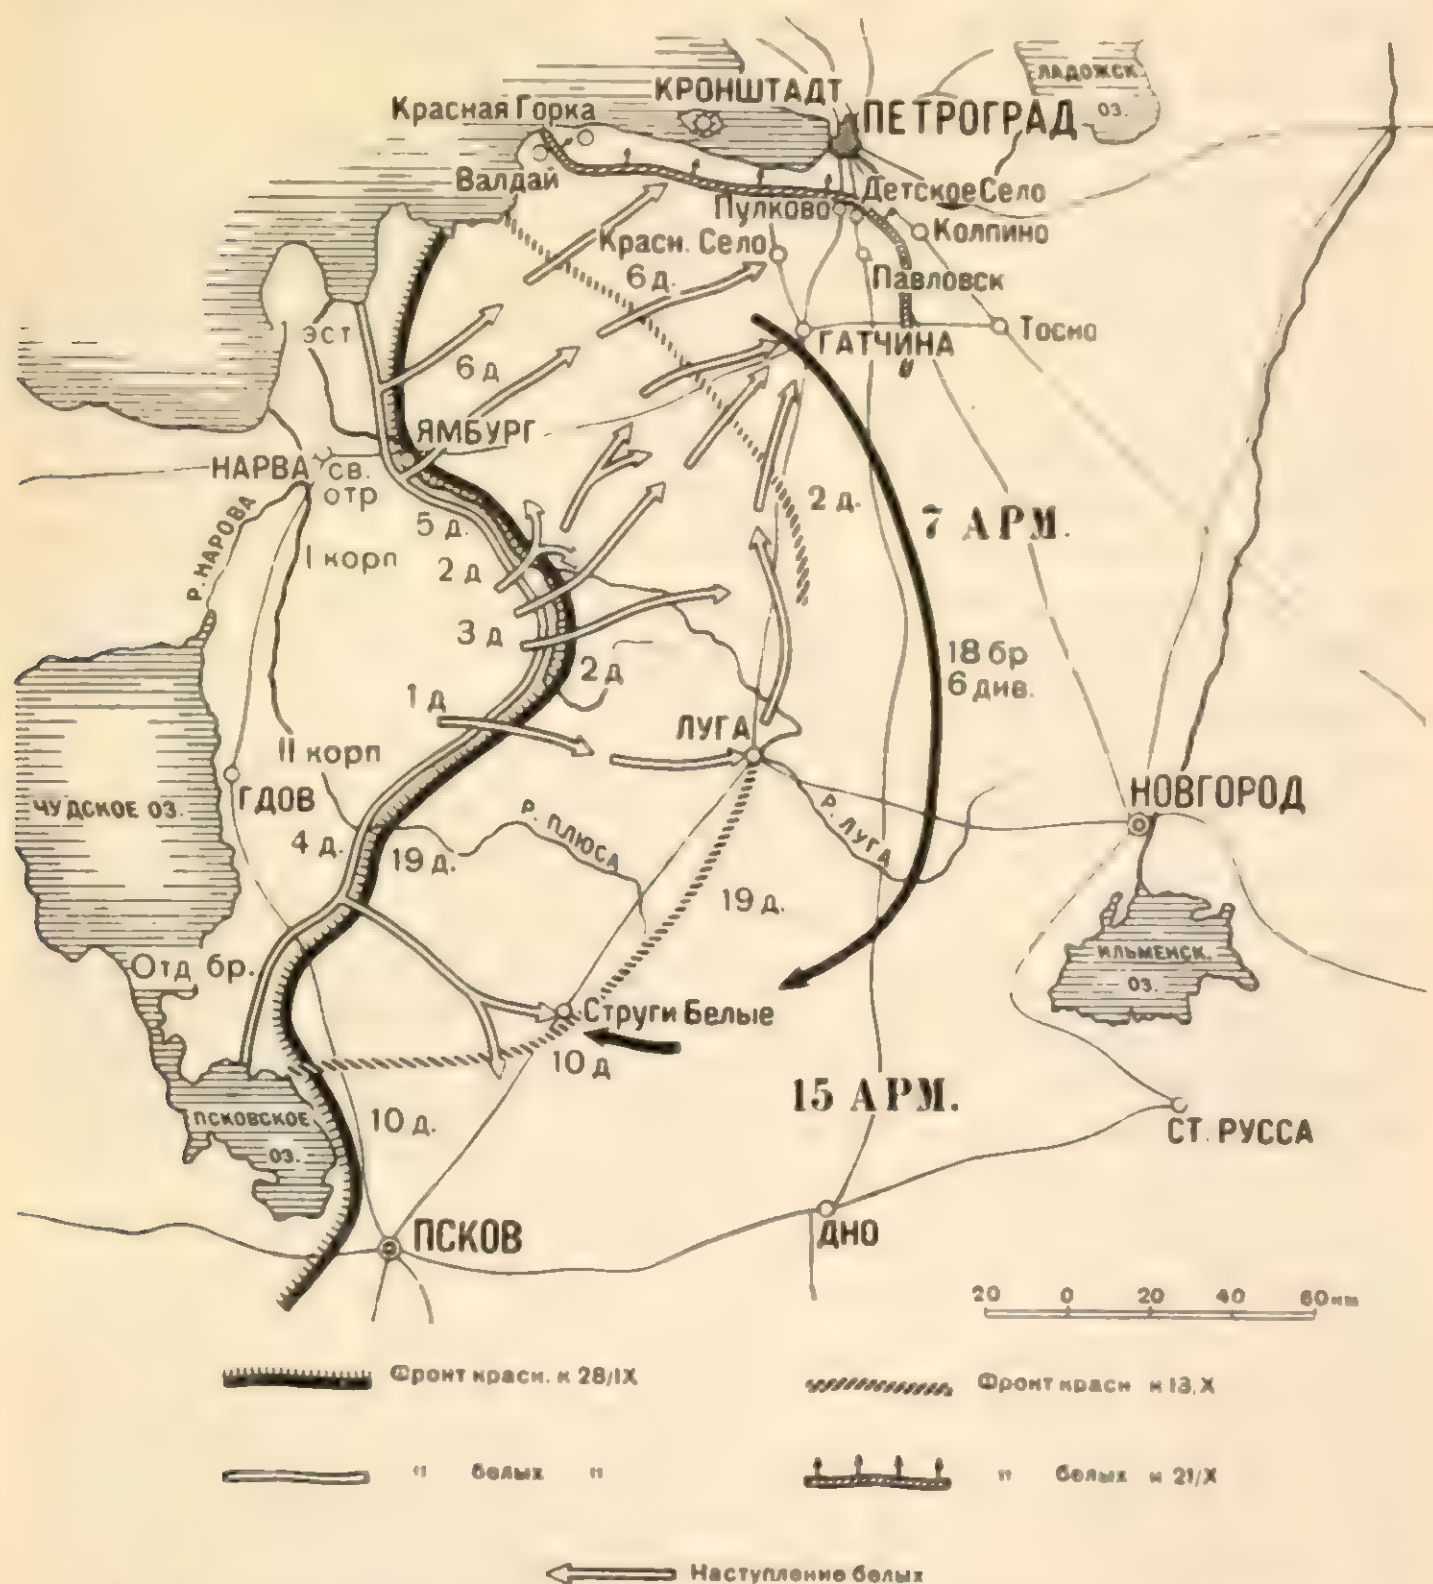 ЛАДОЖСК.
ОЗ.
КРОНШТАДТ
Красная Горка
ПЕТРОГРАД
Валдай
Детское Село
Пулково
Колпино
Красн. Село
6 д.
Павловск
ЭСТ
Тосно
ГАТЧИНА
6 д
ЯМБУРГ
НАРВА
СВ.
отр
Р. НАРОВА
5 д.
2 д.
7 АРМ.
I корп
2 д
3 д
18 бр
6 див.
2 д
1 д
ЛУГА
II корп
ГДОВ
НОВГОРОД
ЧУДСКОЕ ОЗ.
Р. ПЛЮСА
Р. ЛУГА
4 д.
19 д.
19 д.
ИЛЬМЕНСК.
ОЗ.
Отд бр.
Струги Белые
10 д
15 АРМ.
ПСКОВСКОЕ
ОЗ.
10 д.
СТ. РУССА
ПСКОВ
ДНО
20 0 20 40 60 км
Фронт красн. к 28/IX
Фронт красн к 13,X
" белых "
" белых к 21/X
Наступление белых